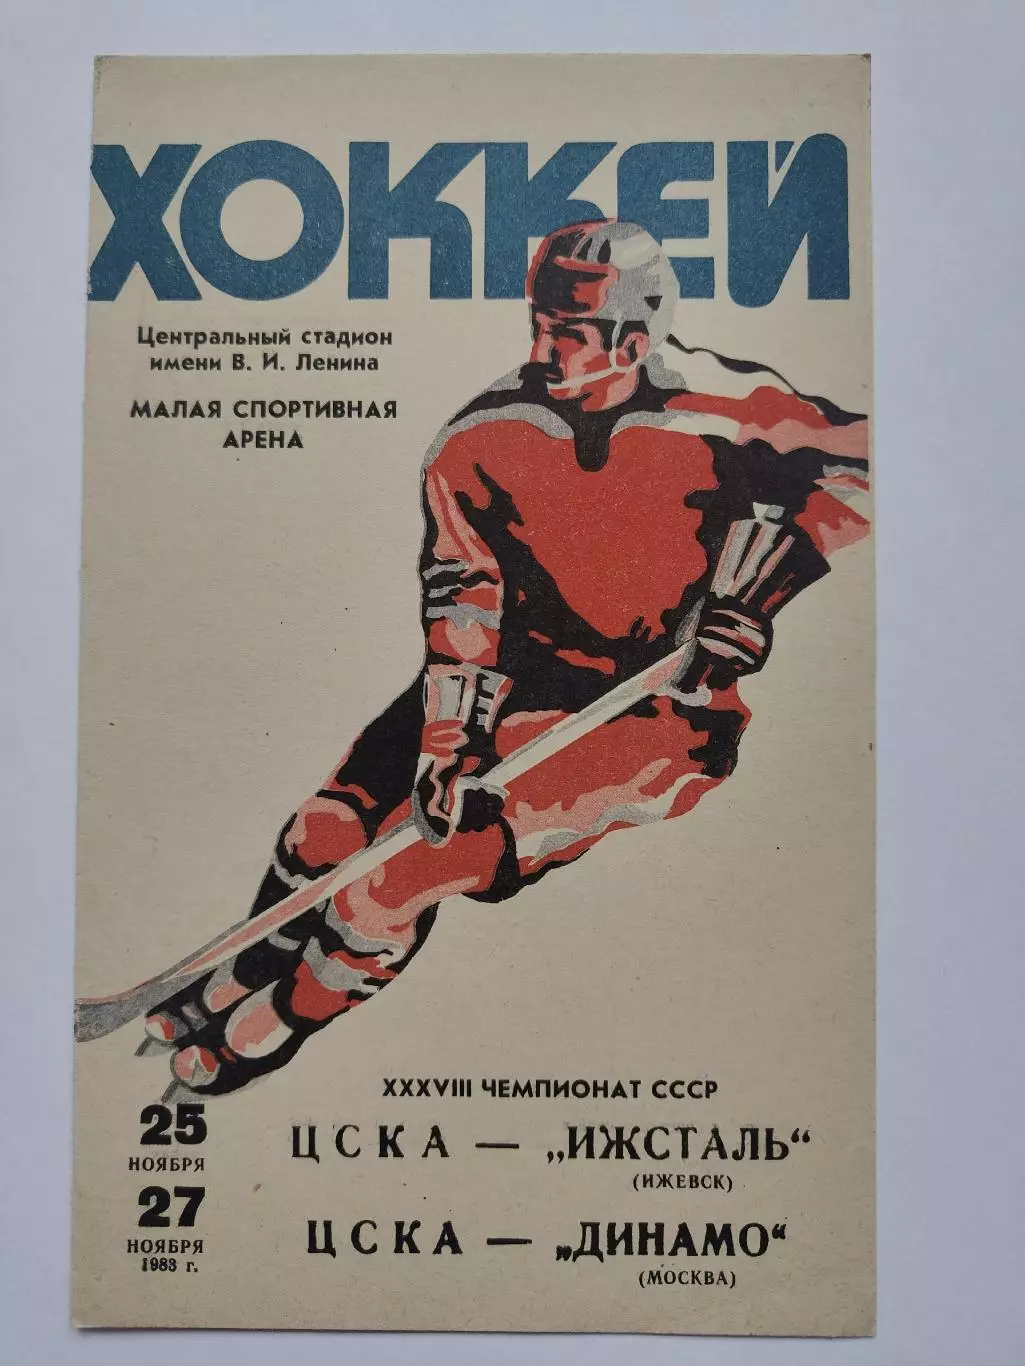 ХОККЕЙ
Центральный стадион
имени В. И. Ленина
МАЛАЯ СПОРТИВНАЯ
АРЕНА
XXXVIII ЧЕМПИОНАТ СССР
25
НОЯБРЯ
ЦСКА — „ИЖСТАЛЬ“
(ИЖЕВСК)
27
НОЯБРЯ
1983 г.
ЦСКА — „ДИНАМО“
(МОСКВА)